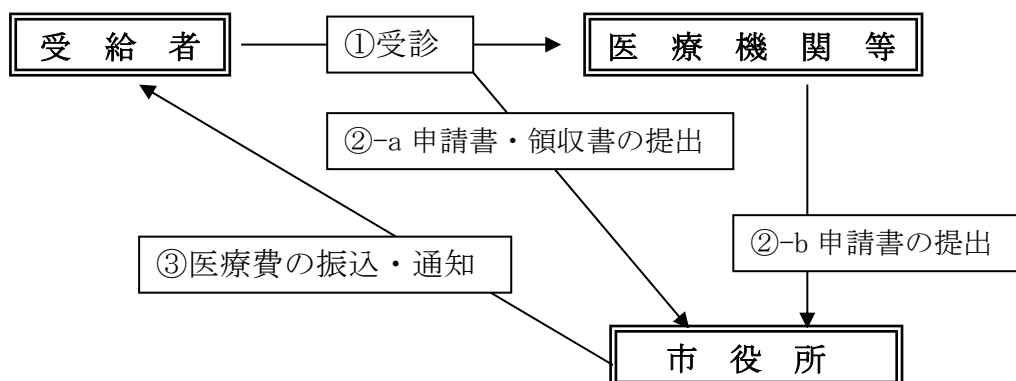 受給者
①受診
医療機関等
②-a 申請書・領収書の提出
②-b 申請書の提出
③医療費の振込・通知
市役所